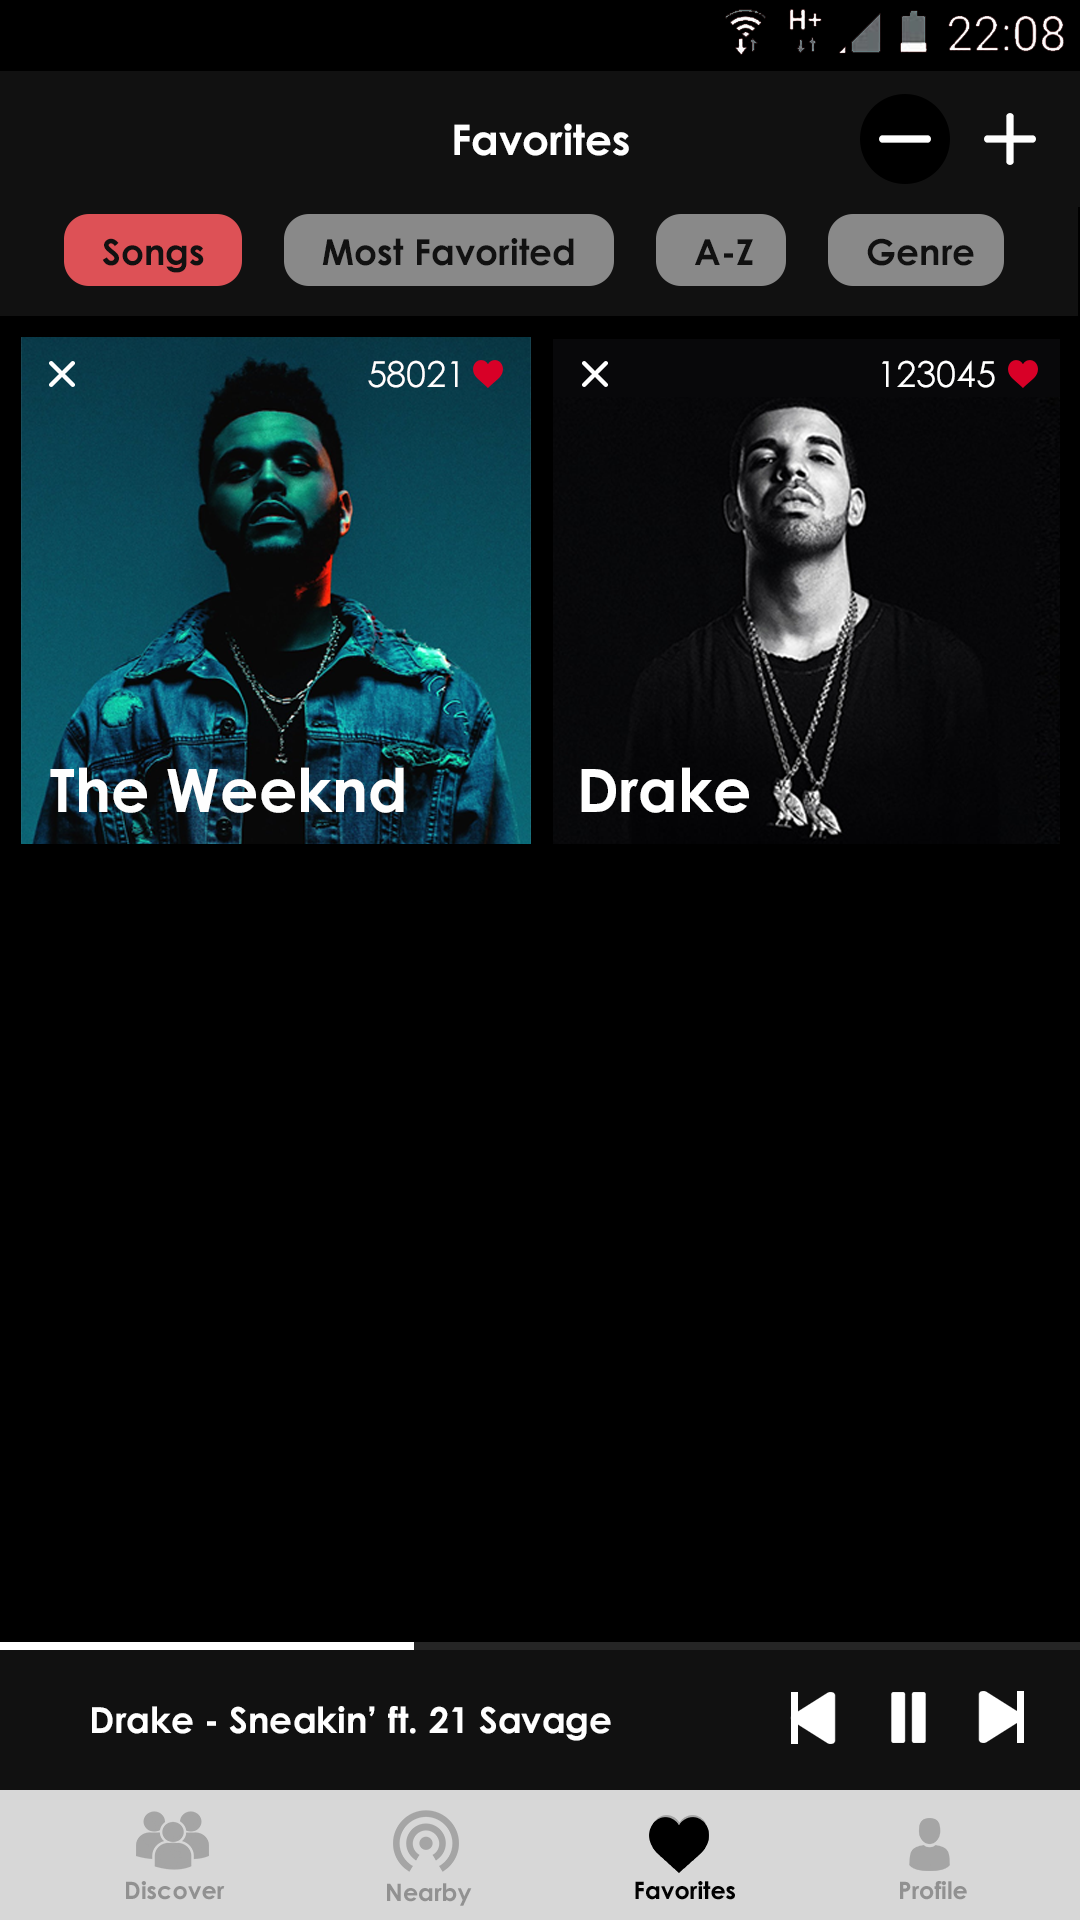 H+ 22:08
Favorites
Songs Most Favorited A-Z Genre
58021 123045
The Weeknd Drake
Drake - Sneakin’ ft. 21 Savage
Discover Nearby Favorites Profile